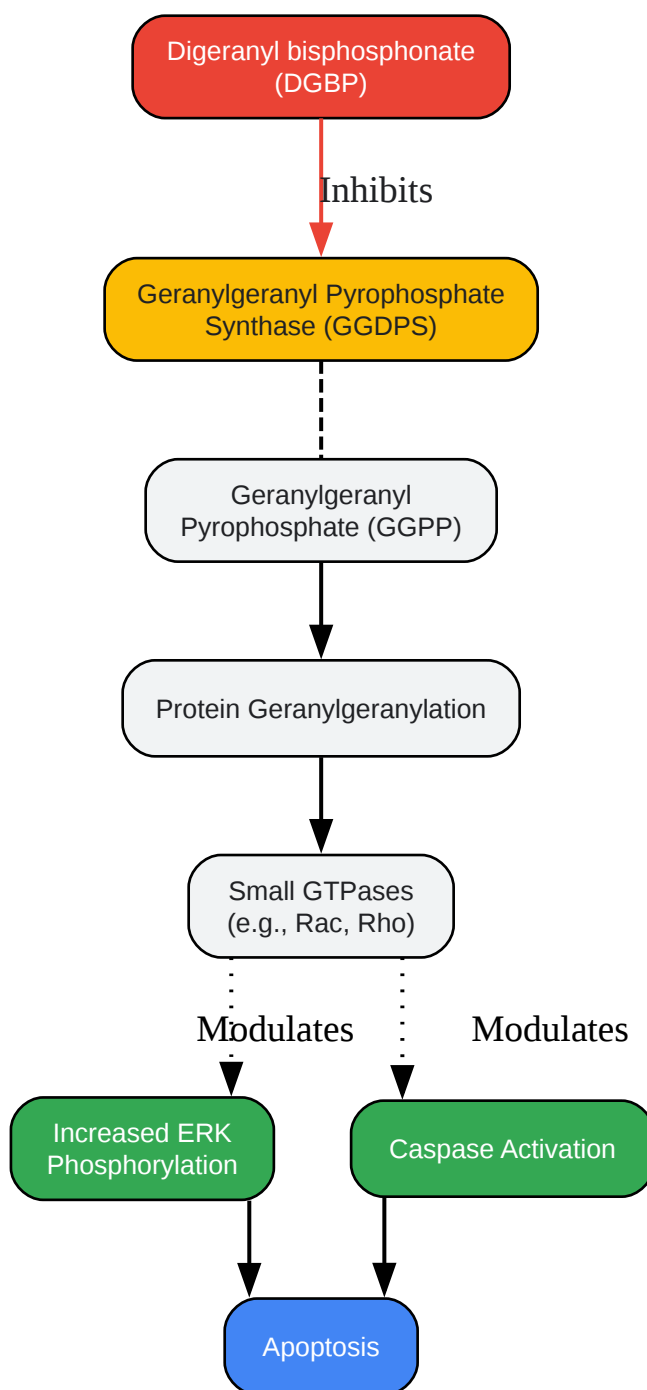 Digeranyl bisphosphonate
(DGBP)
Inhibits
Geranylgeranyl Pyrophosphate
Synthase (GGDPS)
Geranylgeranyl
Pyrophosphate (GGPP)
Protein Geranylgeranylation
Small GTPases
(e.g., Rac, Rho)
Modulates
Modulates
Increased ERK
Phosphorylation
Caspase Activation
Apoptosis